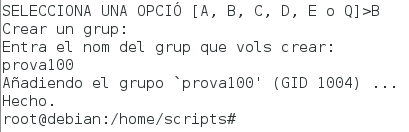 SELECCIONA UNA OPCIÓ [A, B, C, D, E o Q]>B
Crear un grup:
Entra el nom del grup que vols crear:
prova100
Añadiendo el grupo `prova100' (GID 1004) ...
Hecho.
root@debian:/home/scripts#